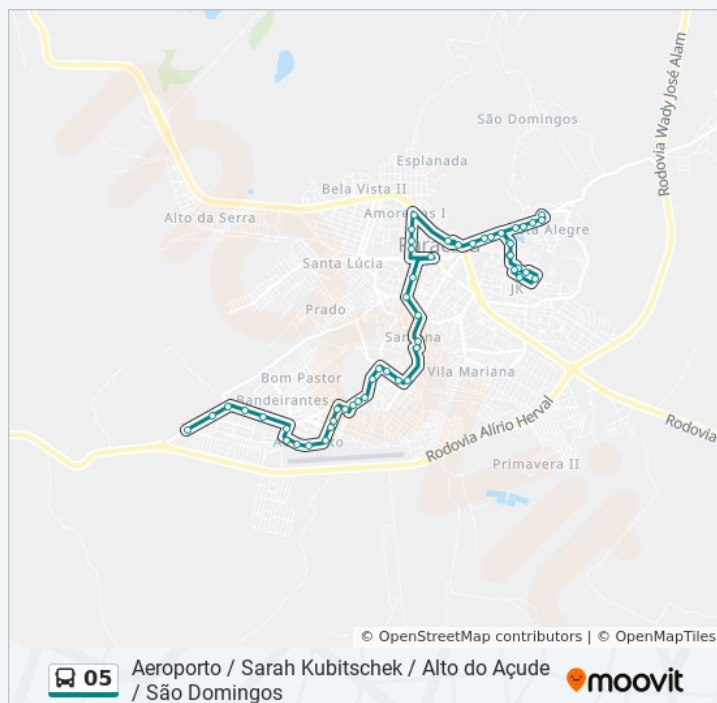 Rodovia Wady José Alam
São Domingos
Esplanada
Bela Vista II
Alto da Serra
Amoreiras I
Alegre
Santa Lúcia
JK
Prado
Bom Pastor
Vila Mariana
Bandeirantes
Rodovia Alírio Herval
Rodovia
Primavera II
© OpenStreetMap contributors | © OpenMapTiles
05
Aeroporto / Sarah Kubitschek / Alto do Açude
/ São Domingos
moovit